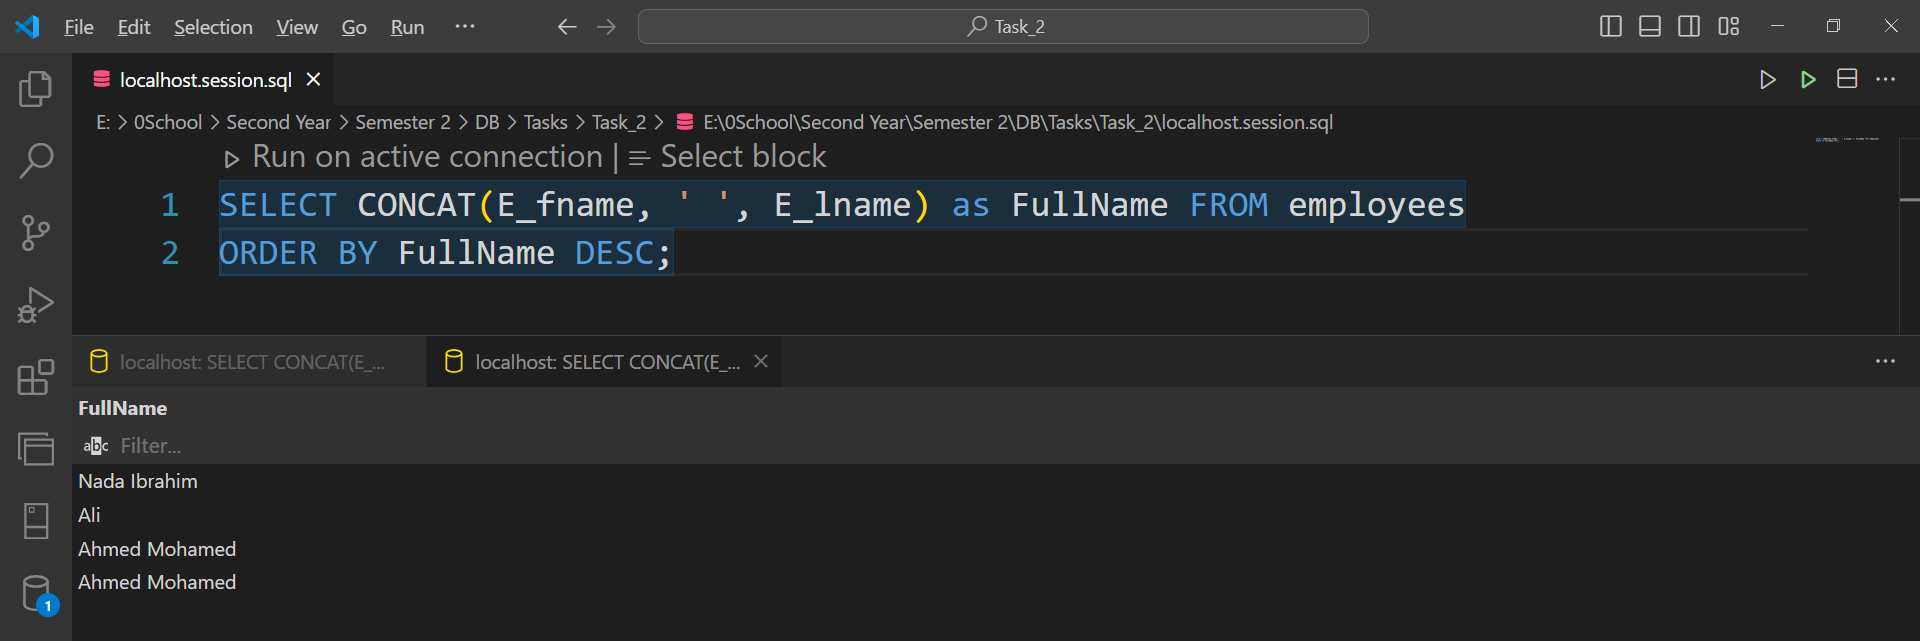 File Edit Selection View Go Run ··· Task_2
localhost.session.sql
E: > 0School > Second Year > Semester 2 > DB > Tasks > Task_2 > E:\0School\Second Year\Semester 2\DB\Tasks\Task_2\localhost.session.sql
Run on active connection | Select block
1 SELECT CONCAT(E_fname, ' ', E_lname) as FullName FROM employees
2 ORDER BY FullName DESC;
localhost: SELECT CONCAT(E_... localhost: SELECT CONCAT(E_...
FullName
abc Filter...
Nada Ibrahim
Ali
Ahmed Mohamed
Ahmed Mohamed
1